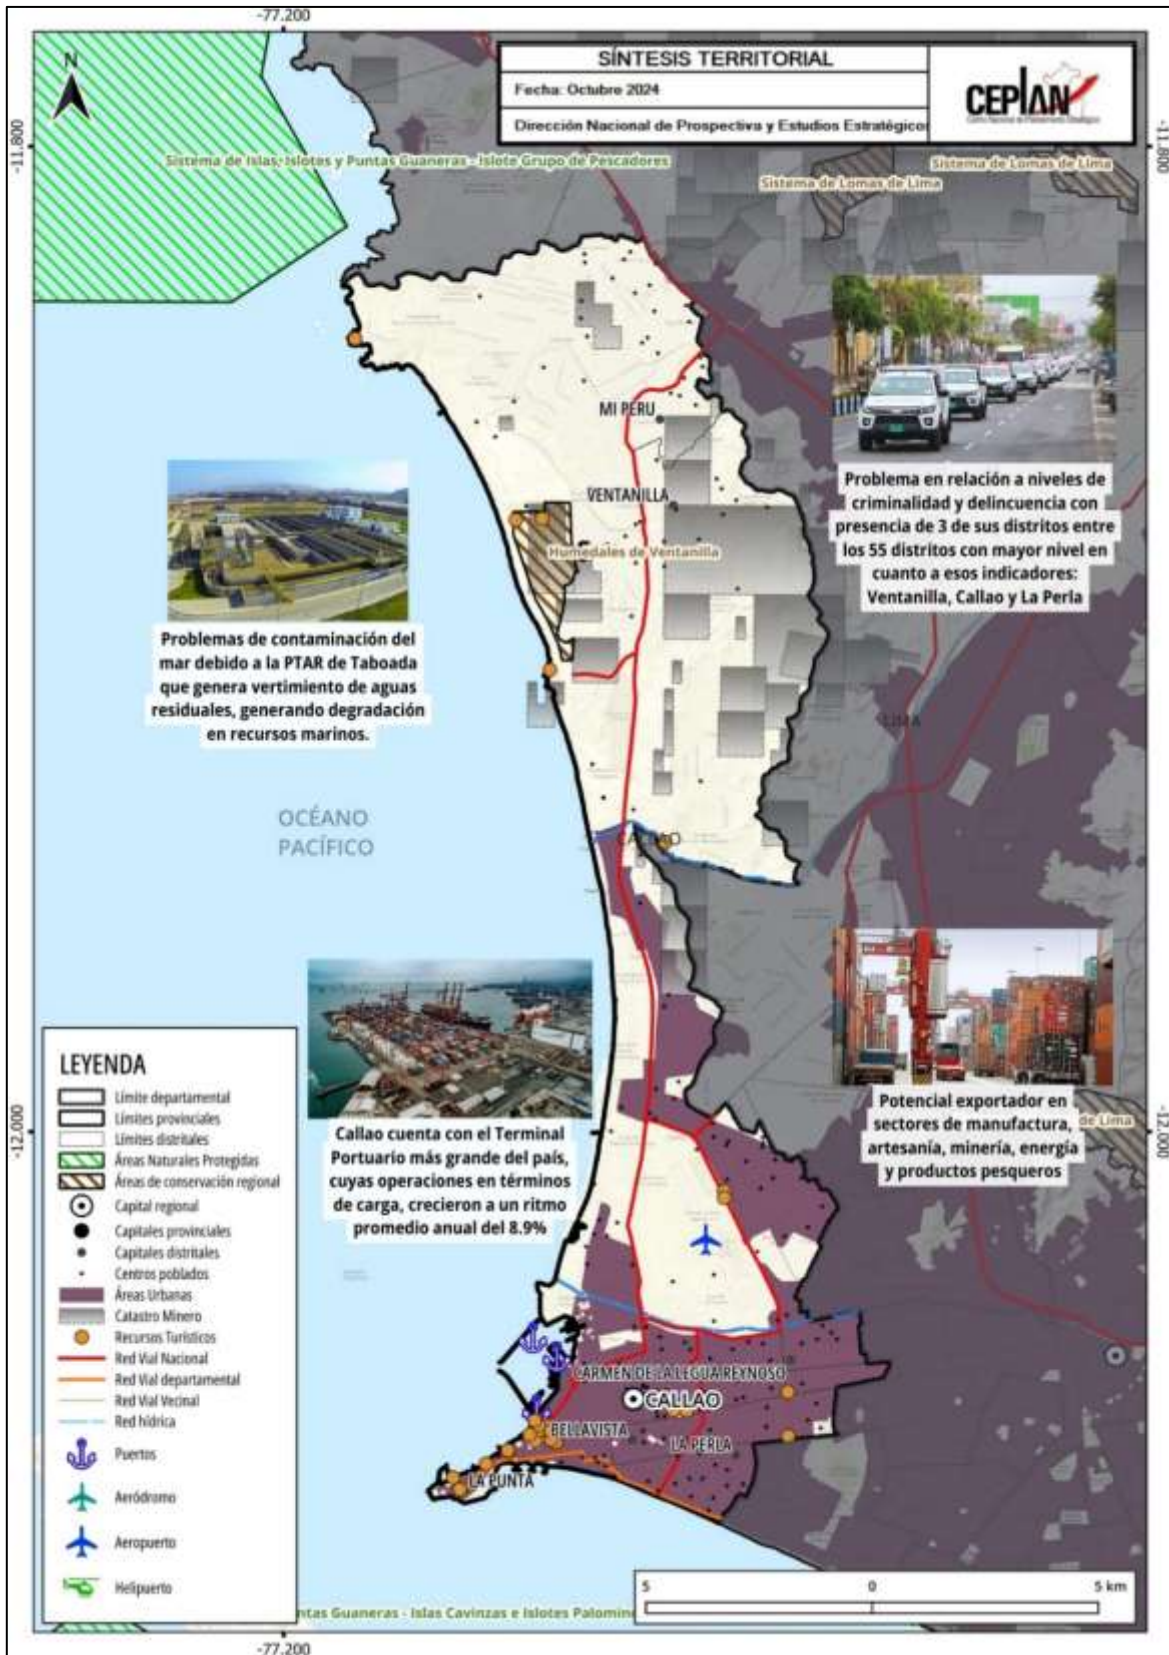 -77.200
N
SÍNTESIS TERRITORIAL
Fecha: Octubre 2024
Dirección Nacional de Prospectiva y Estudios Estratégico
CEPLAN
-11.800
-11.800
Sistema de Islas, Islotes y Puntas Guaneras - Islote Grupo de Pescadores
Sistema de Lomas de Lima
Sistema de Lomas de Lima
MI PERU
VENTANILLA
Humedales de Ventanilla
Problema en relación a niveles de
criminalidad y delincuencia con
presencia de 3 de sus distritos entre
los 55 distritos con mayor nivel en
cuanto a esos indicadores:
Ventanilla, Callao y La Perla
Problemas de contaminación del
mar debido a la PTAR de Taboada
que genera vertimiento de aguas
residuales, generando degradación
en recursos marinos.
LIMA
OCÉANO
PACÍFICO
CALLAO
Callao cuenta con el Terminal
Portuario más grande del país,
cuyas operaciones en términos
de carga, crecieron a un ritmo
promedio anual del 8.9%
Potencial exportador en
sectores de manufactura,
artesanía, minería, energía
y productos pesqueros
de Lima
-12.000
-12.000
LEYENDA
Límite departamental
Límites provinciales
Límites distritales
Áreas Naturales Protegidas
Áreas de conservación regional
Capital regional
Capitales provinciales
Capitales distritales
Centros poblados
Áreas Urbanas
Catastro Minero
Recursos Turísticos
Red Vial Nacional
Red Vial departamental
Red Vial Vecinal
Red hídrica
Puertos
Aeródromo
Aeropuerto
Helipuerto
CARMEN DE LA LEGUA REYNOSO
CALLAO
BELLAVISTA
LA PERLA
LA PUNTA
5 0 5 km
ntas Guaneras - Islas Cavinzas e Islotes Palomin
-77.200